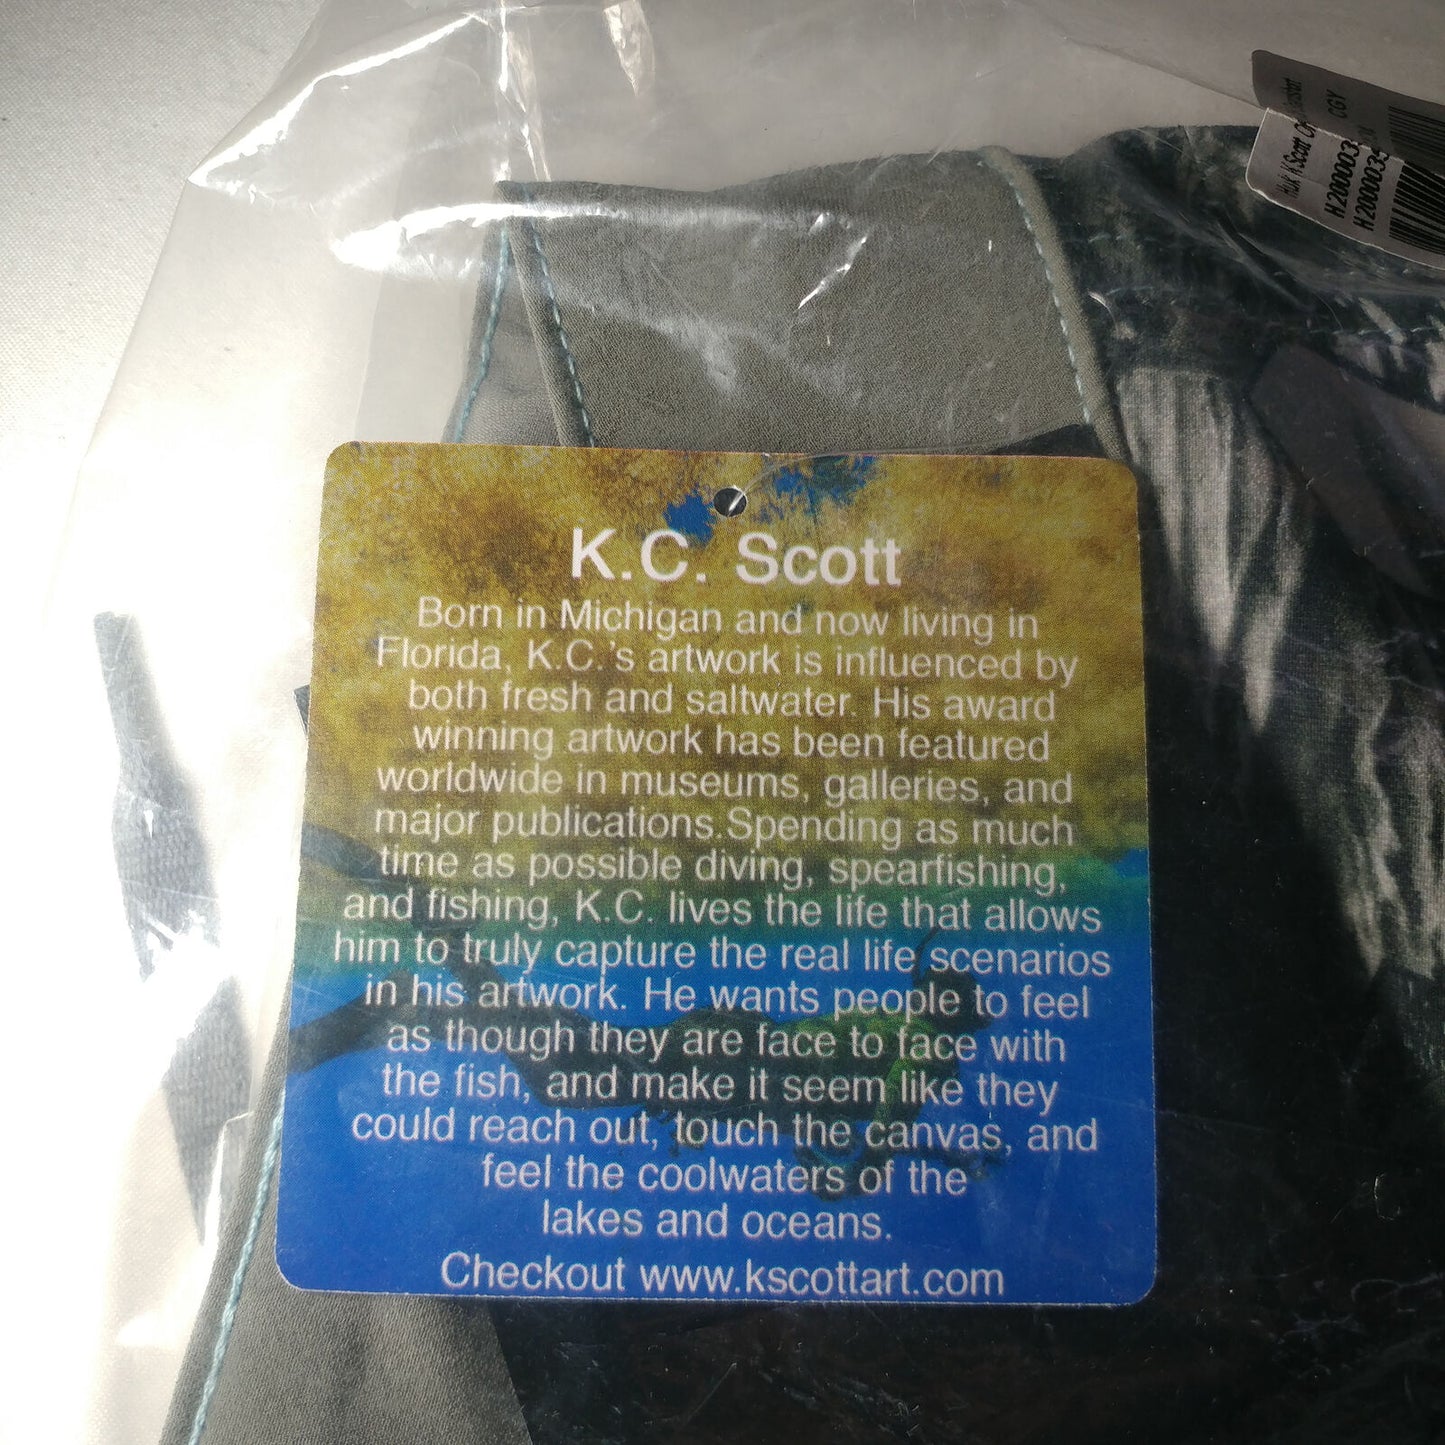 K.C. Scott
Born in Michigan and now living in
Florida, K.C.'s artwork is influenced by
both fresh and saltwater. His award
winning artwork has been featured
worldwide in museums, galleries, and
major publications.Spending as much
time as possible diving, spearfishing,
and fishing, K.C. lives the life that allows
him to truly capture the real life scenarios
in his artwork. He wants people to feel
as though they are face to face with
the fish, and make it seem like they
could reach out, touch the canvas, and
feel the coolwaters of the
lakes and oceans.
Checkout www.kscottart.com
Huk KScott
CGY
H2000035
H2000035